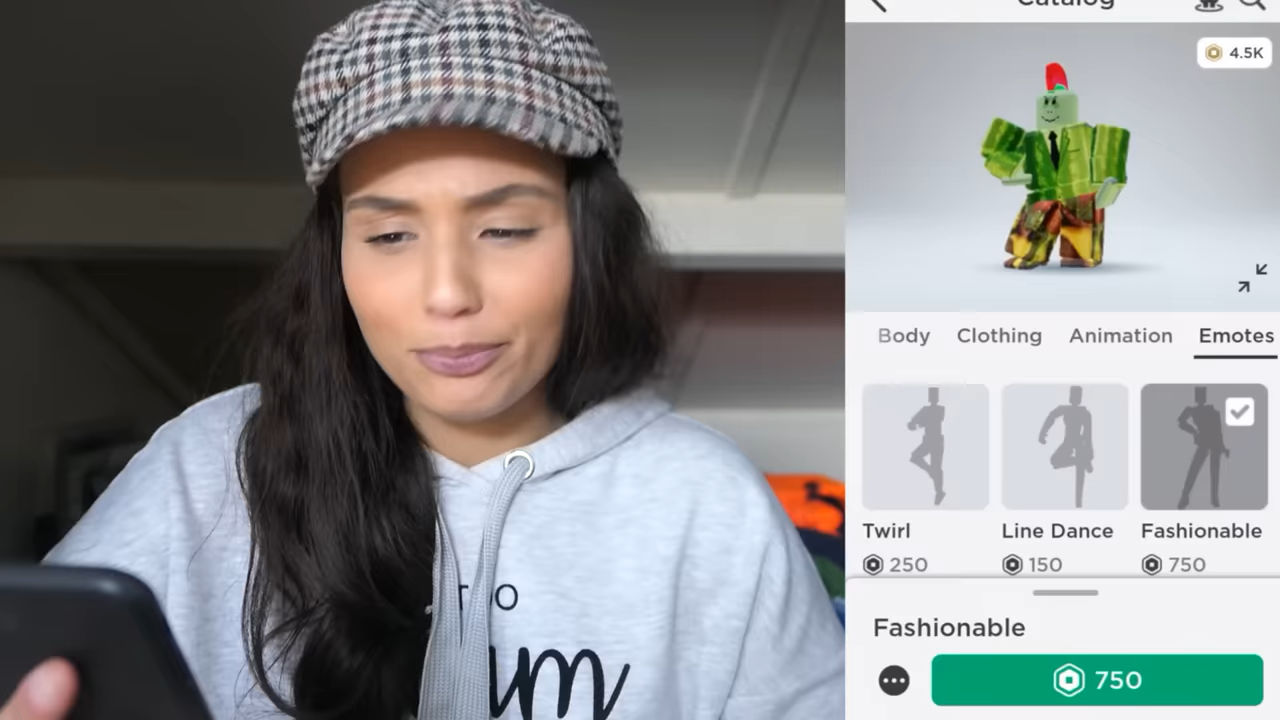 Catalog
4.5K
Body Clothing Animation Emotes
Twirl Line Dance Fashionable
250 150 750
Fashionable
750